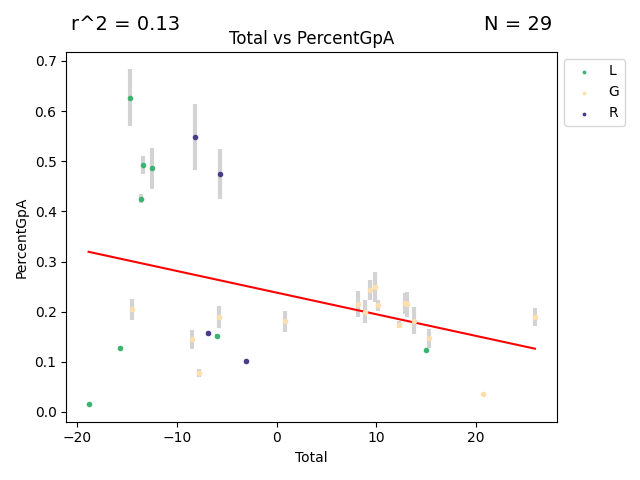 r^2 = 0.13
N = 29
Total vs PercentGpA
L
G
R
PercentGpA
0.7
0.6
0.5
0.4
0.3
0.2
0.1
0.0
−20
−10
0
10
20
Total